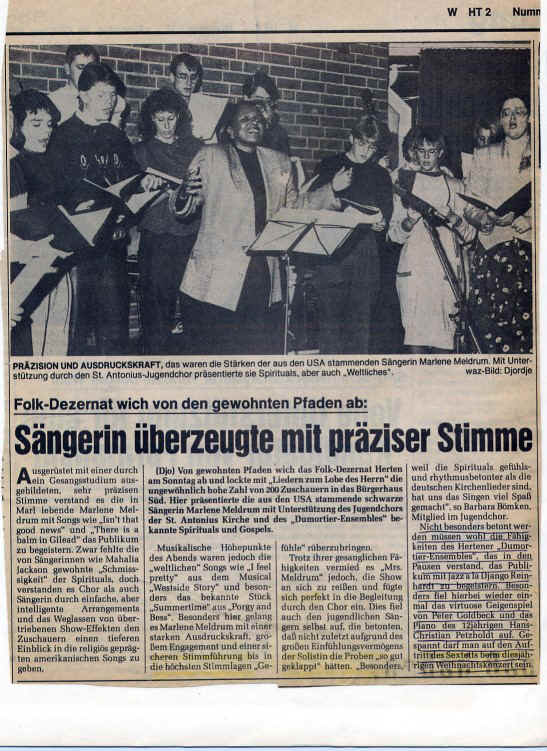 W HT 2 Numm
PRÄZISION UND AUSDRUCKSKRAFT, das waren die Stärken der aus den USA stammenden Sängerin Marlene Meldrum. Mit Unter-
stützung durch den St. Antonius-Jugendchor präsentierte sie Spirituals, aber auch „Weltliches". waz-Bild: Djordje
Folk-Dezernat wich von den gewohnten Pfaden ab:
Sängerin überzeugte mit präziser Stimme
Ausgerüstet mit einer durch
ein Gesangsstudium aus-
gebildeten, sehr präzisen
Stimme verstand es die in
Marl lebende Marlene Mel-
drum mit Songs wie „Isn't that
good news" und „There is a
balm in Gilead" das Publikum
zu begeistern. Zwar fehlte die
von Sängerinnen wie Mahalia
Jackson gewohnte „Schmis-
sigkeit" der Spirituals, doch
verstanden es Chor als auch
Sängerin durch einfache, aber
intelligente Arrangements
und das Weglassen von über-
triebenen Show-Effekten den
Zuschauern einen tieferen
Einblick in die religiös gepräg-
ten amerikanischen Songs zu
geben.
(Djo) Von gewohnten Pfaden wich das Folk-Dezernat Herten
am Sonntag ab und lockte mit „Liedern zum Lobe des Herrn" die
ungewöhnlich hohe Zahl von 200 Zuschauern in das Bürgerhaus
Süd. Hier präsentierte die aus den USA stammende schwarze
Sängerin Marlene Meldrum mit Unterstützung des Jugendchors
der St. Antonius Kirche und des „Dumortier-Ensembles" be-
kannte Spirituals und Gospels.
Musikalische Höhepunkte
des Abends waren jedoch die
„weltlichen" Songs wie „I feel
pretty" aus dem Musical
„Westside Story" und beson-
ders das bekannte Stück
„Summertime" aus „Porgy and
Bess". Besonders hier gelang
es Marlene Meldrum mit einer
starken Ausdruckskraft, gro-
ßem Engagement und einer si-
cheren Stimmführung bis in
die höchsten Stimmlagen „Ge-
fühle" rüberzubringen.
Trotz ihrer gesanglichen Fä-
higkeiten vermied es „Mrs.
Meldrum" jedoch, die Show
an sich zu reißen und fügte
sich perfekt in die Begleitung
durch den Chor ein. Dies fiel
auch den jugendlichen Sän-
gern selbst auf, die betonten,
daß nicht zuletzt aufgrund des
großen Einfühlungsvermögens
der Solistin die Proben „so gut
geklappt" hätten. „Besonders,
weil die Spirituals gefühls-
und rhythmusbetonter als die
deutschen Kirchenlieder sind,
hat uns das Singen viel Spaß
gemacht", so Barbara Bömken,
Mitglied im Jugendchor.
Nicht besonders betont wer-
den müssen wohl die Fähig-
keiten des Hertener „Dumor-
tier-Ensembles", das in den
Pausen verstand, das Publi-
kum mit Jazz a la Django Rein-
hardt zu begeistern. Beson-
ders fiel hierbei wieder ein-
mal das virtuose Geigenspiel
von Peter Goldbeck und das
Piano des 12jährigen Hans-
Christian Petzholdt auf. Ge-
spannt darf man auf den Auf-
tritt des Sextetts beim diesjäh-
rigen Weihnachtskonzert sein.